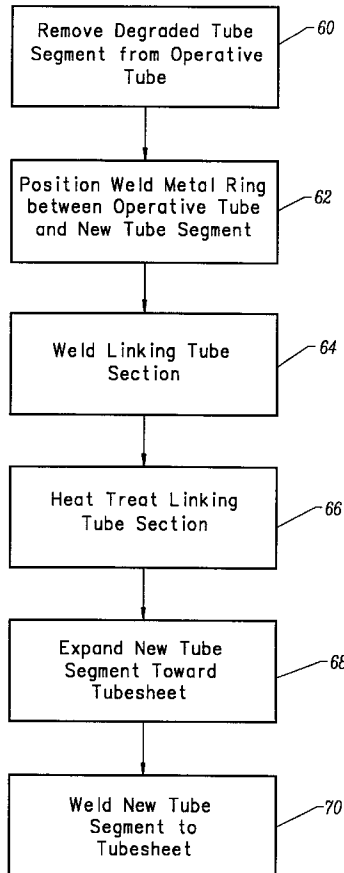 Remove Degraded Tube
Segment from Operative
Tube
60
Position Weld Metal Ring
between Operative Tube
and New Tube Segment
62
Weld Linking Tube
Section
64
Heat Treat Linking
Tube Section
66
Expand New Tube
Segment Toward
Tubesheet
68
Weld New Tube
Segment to
Tubesheet
70